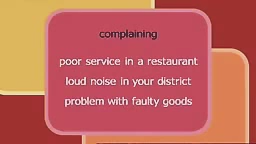 complaining
poor service in a restaurant
loud noise in your district
problem with faulty goods